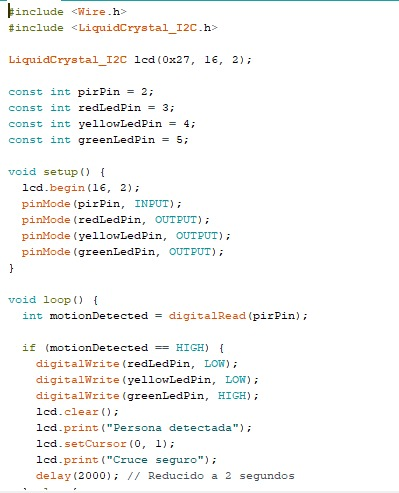 #include <Wire.h>
#include <LiquidCrystal_I2C.h>
LiquidCrystal_I2C lcd(0x27, 16, 2);
const int pirPin = 2;
const int redLedPin = 3;
const int yellowLedPin = 4;
const int greenLedPin = 5;
void setup() {
  lcd.begin(16, 2);
  pinMode(pirPin, INPUT);
  pinMode(redLedPin, OUTPUT);
  pinMode(yellowLedPin, OUTPUT);
  pinMode(greenLedPin, OUTPUT);
}
void loop() {
  int motionDetected = digitalRead(pirPin);
  if (motionDetected == HIGH) {
    digitalWrite(redLedPin, LOW);
    digitalWrite(yellowLedPin, LOW);
    digitalWrite(greenLedPin, HIGH);
    lcd.clear();
    lcd.print("Persona detectada");
    lcd.setCursor(0, 1);
    lcd.print("Cruce seguro");
    delay(2000); // Reducido a 2 segundos